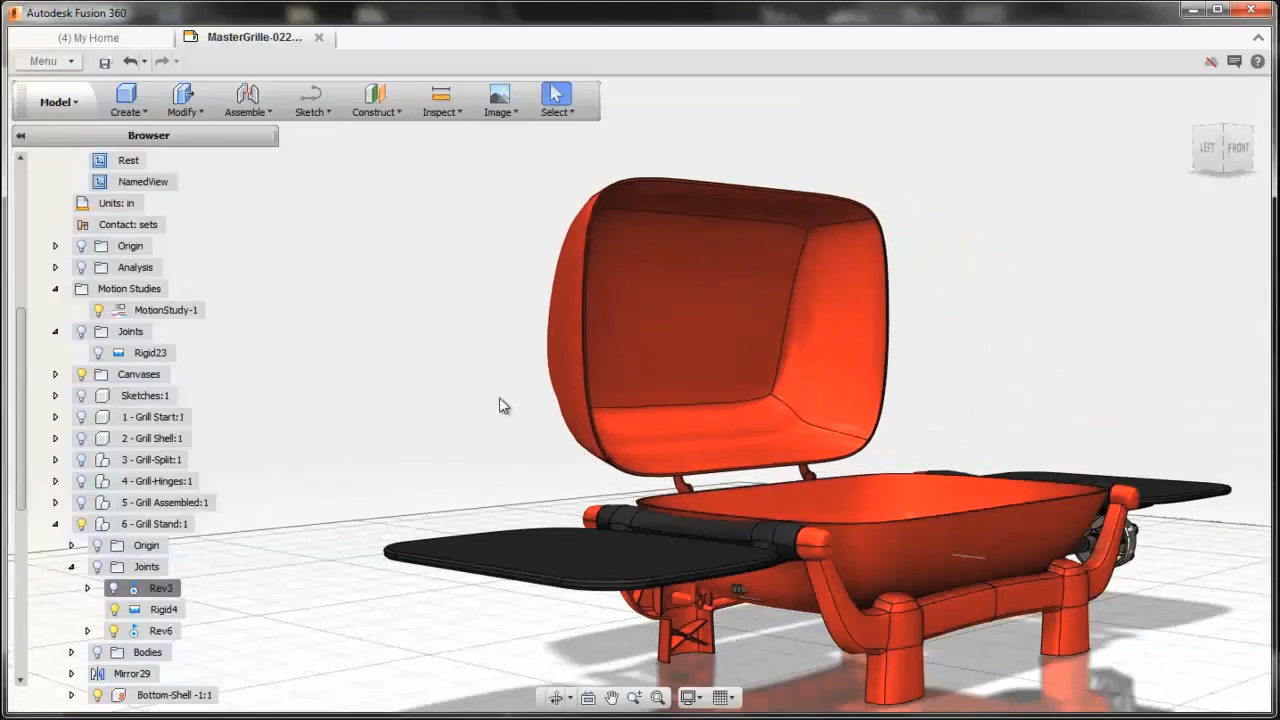 Autodesk Fusion 360
(4) My Home
MasterGrille-022...
Menu
Model
Create
Modify
Assemble
Sketch
Construct
Inspect
Image
Select
Browser
LEFT
FRONT
Rest
NamedView
Units: in
Contact: sets
Origin
Analysis
Motion Studies
MotionStudy-1
Joints
Rigid23
Canvases
Sketches:1
1 - Grill Start:1
2 - Grill Shell:1
3 - Grill-Split:1
4 - Grill-Hinges:1
5 - Grill Assembled:1
6 - Grill Stand:1
Origin
Joints
Rev3
Rigid4
Rev6
Bodies
Mirror29
Bottom-Shell -1:1